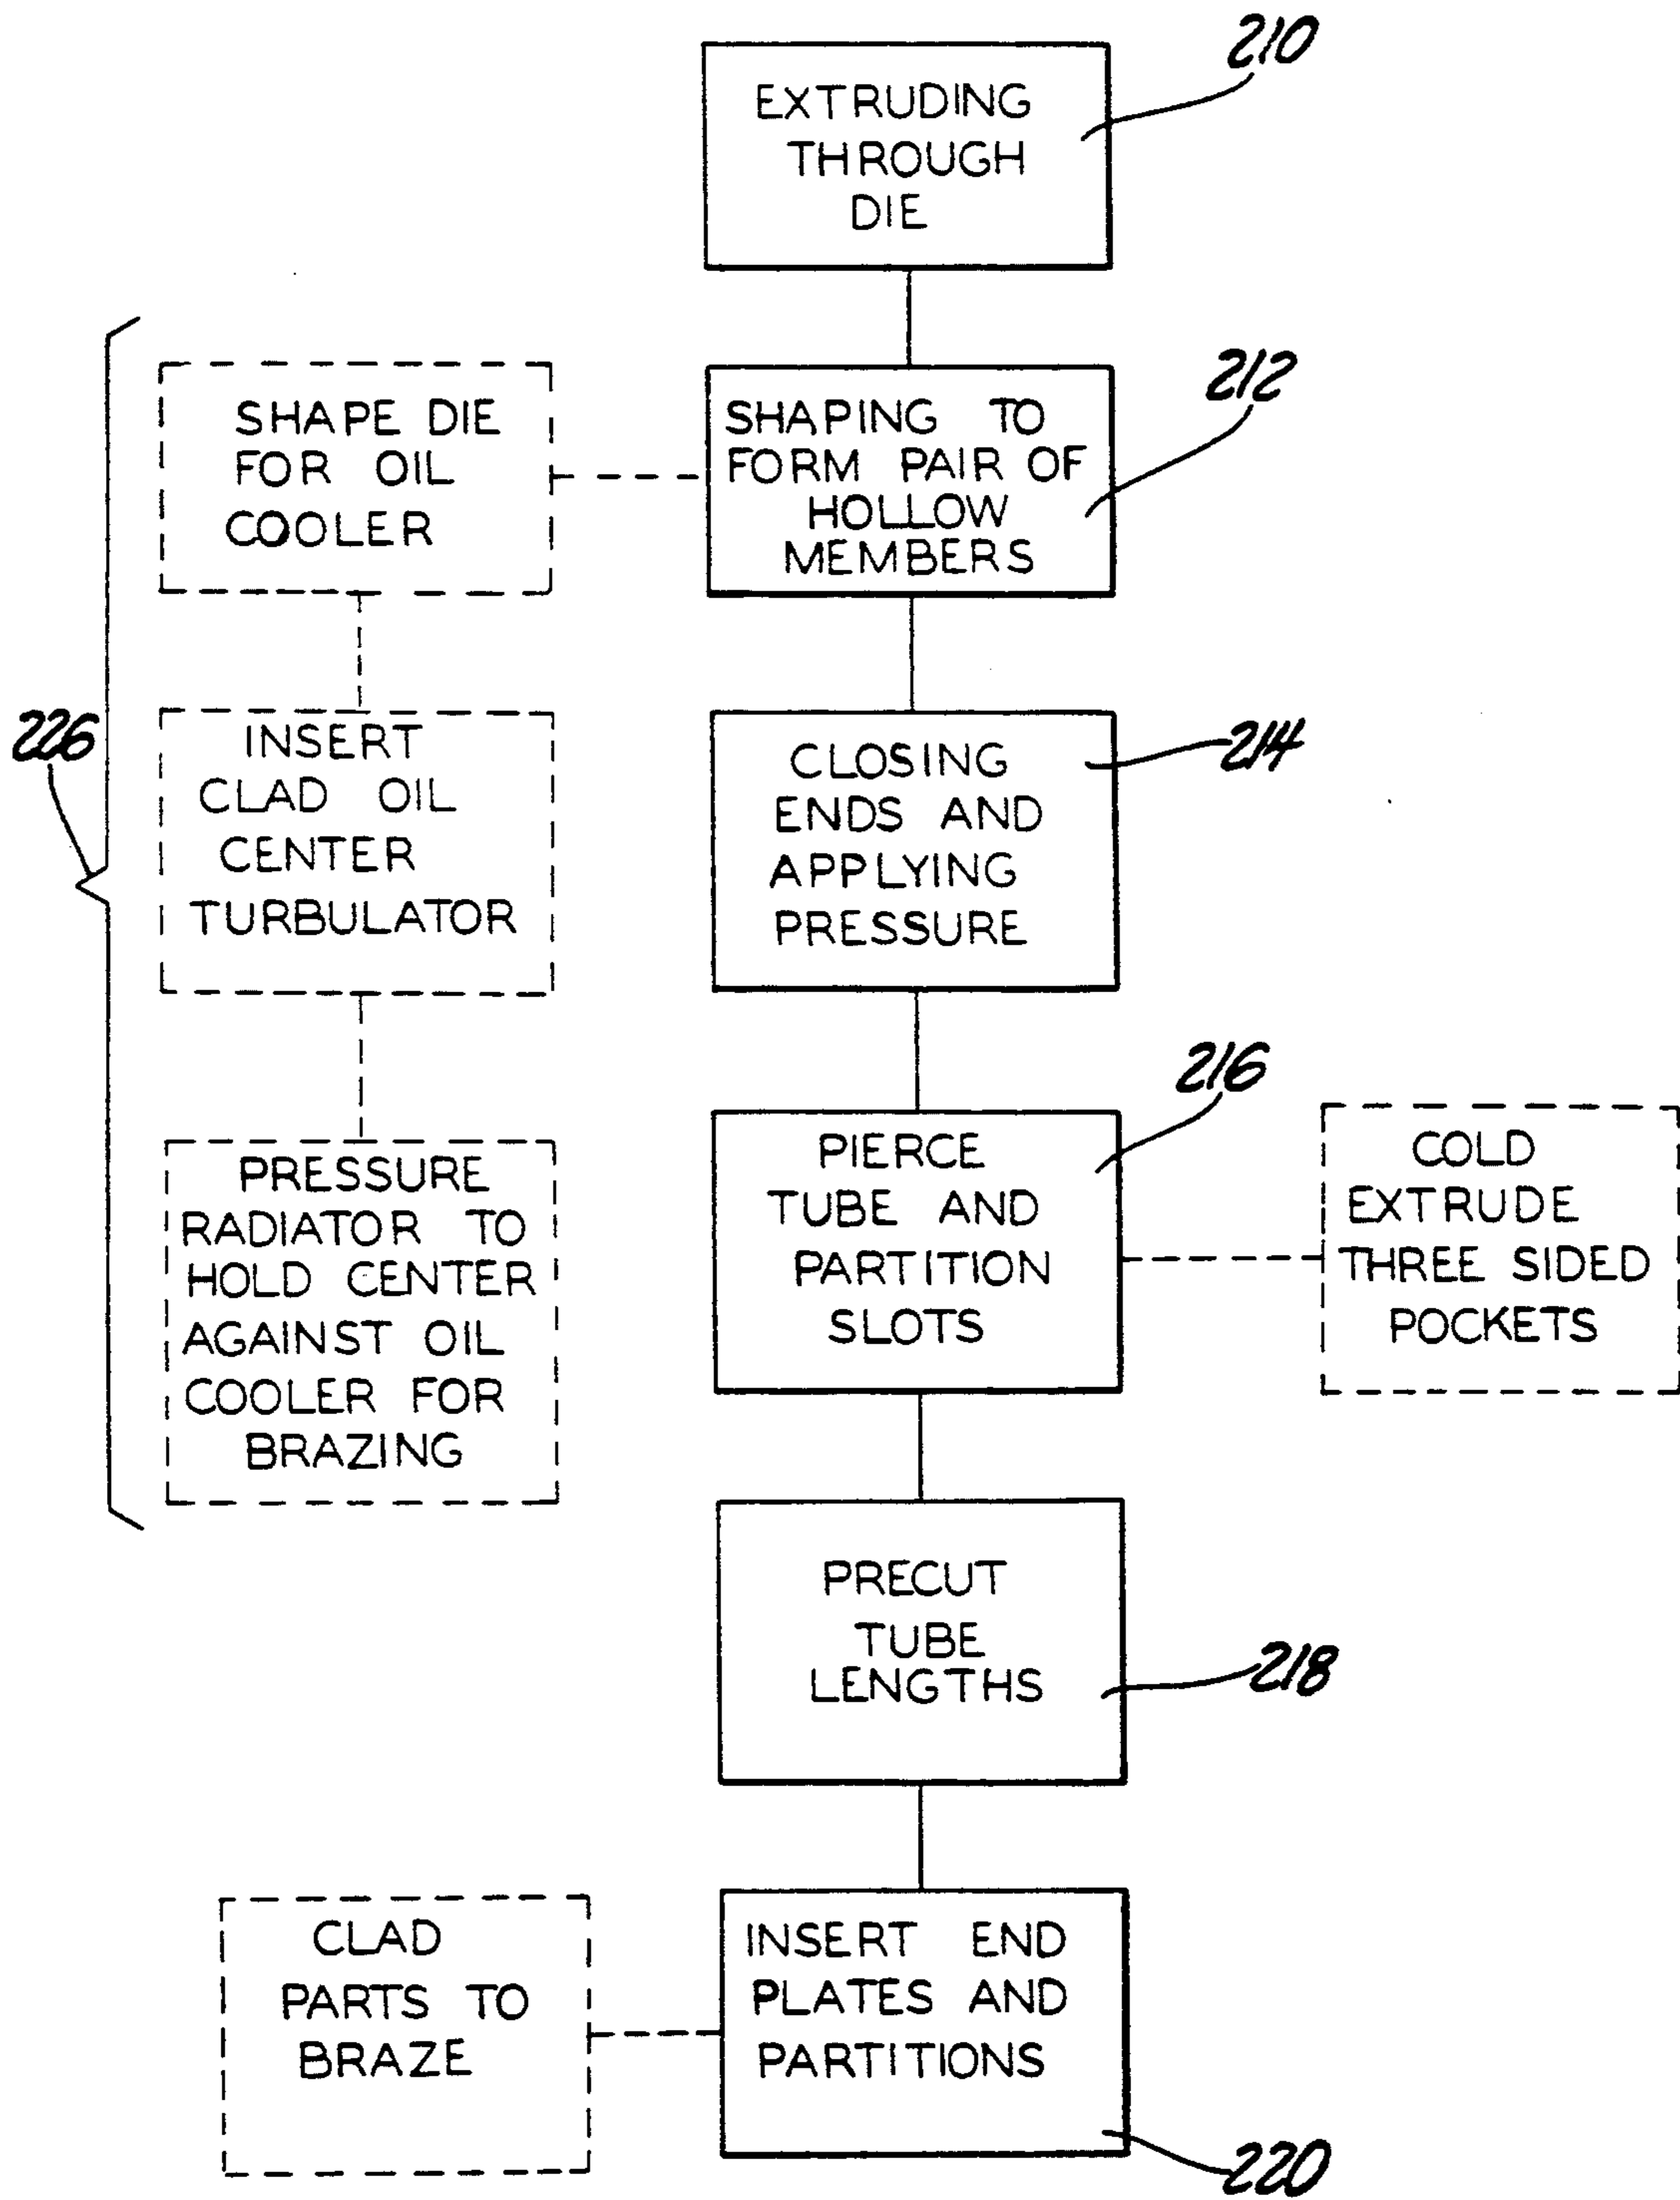 210
EXTRUDING
THROUGH
DIE
212
SHAPE DIE
FOR OIL
COOLER
SHAPING TO
FORM PAIR OF
HOLLOW
MEMBERS
226
INSERT
CLAD OIL
CENTER
TURBULATOR
214
CLOSING
ENDS AND
APPLYING
PRESSURE
216
PRESSURE
RADIATOR TO
HOLD CENTER
AGAINST OIL
COOLER FOR
BRAZING
PIERCE
TUBE AND
PARTITION
SLOTS
COLD
EXTRUDE
THREE SIDED
POCKETS
PRECUT
TUBE
LENGTHS
218
CLAD
PARTS TO
BRAZE
INSERT END
PLATES AND
PARTITIONS
220